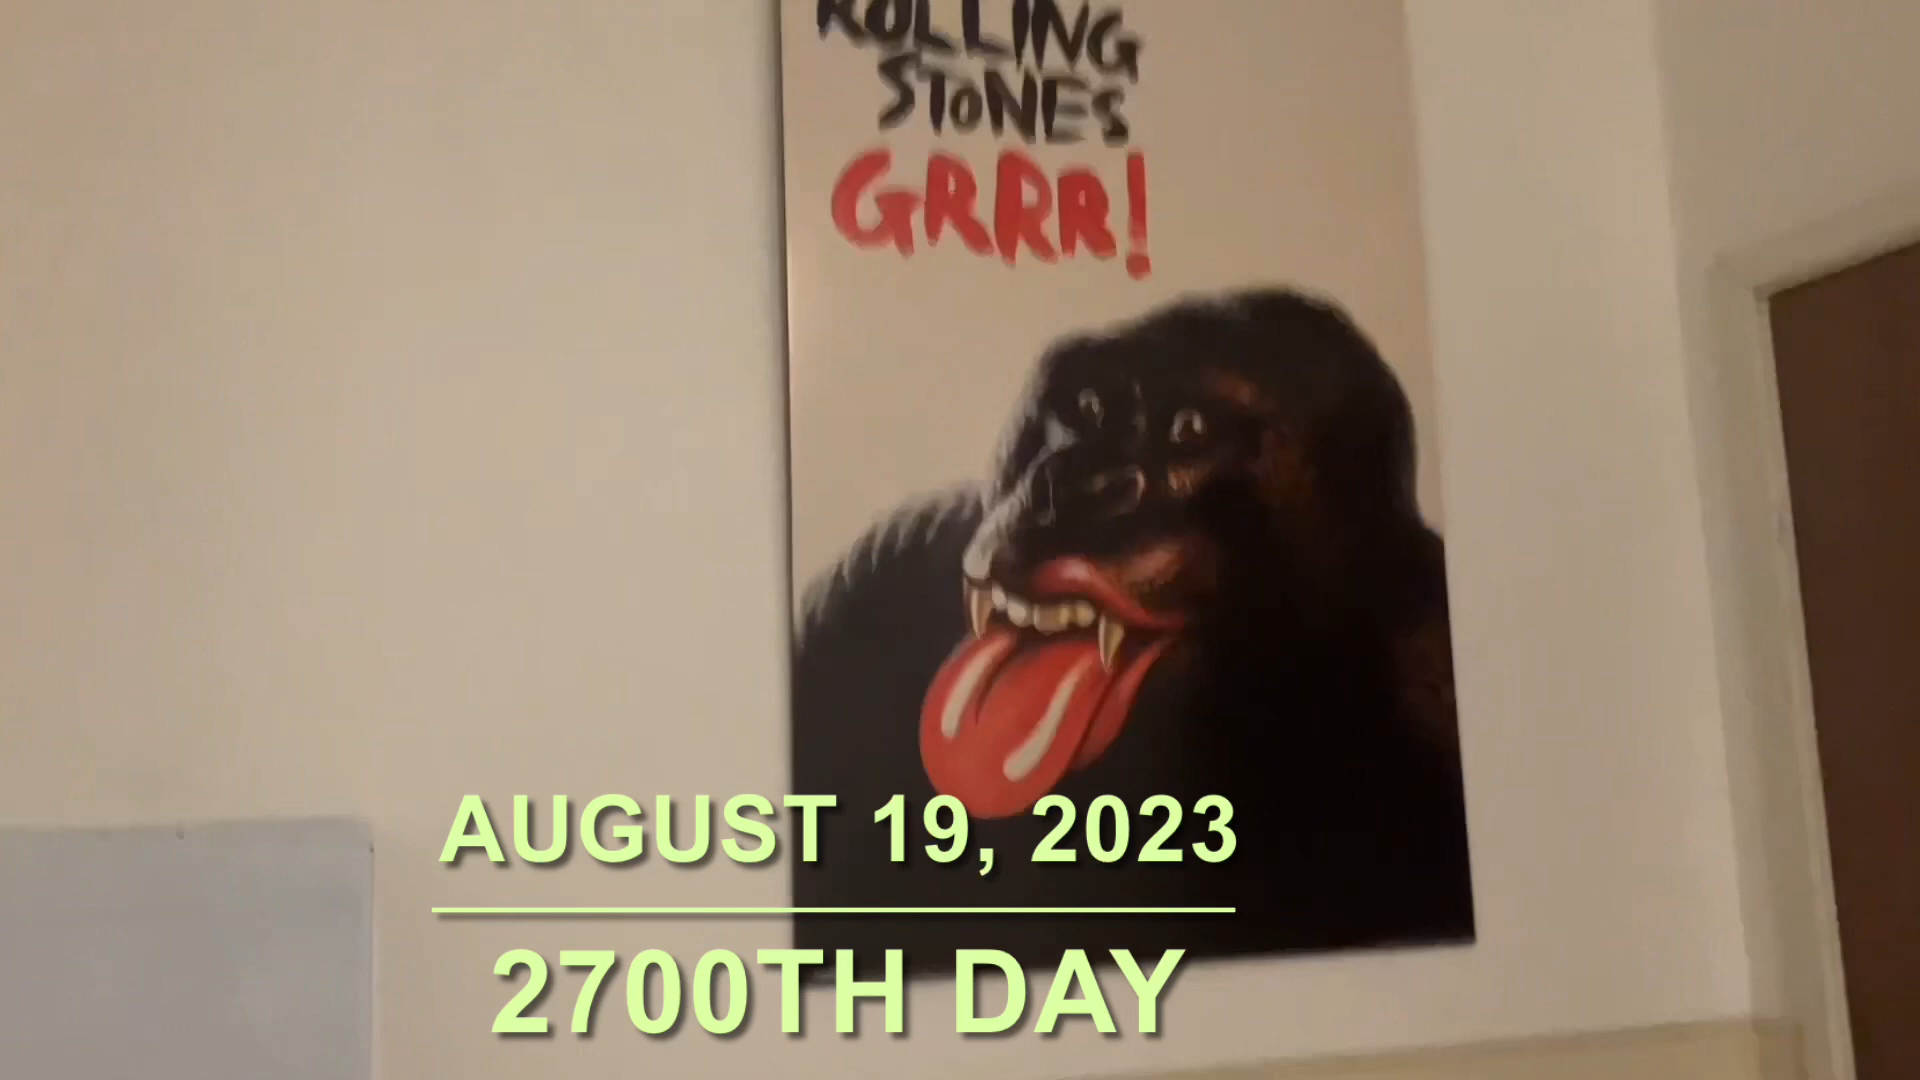 ROLLING
STONES
GRRR!
AUGUST 19, 2023
2700TH DAY